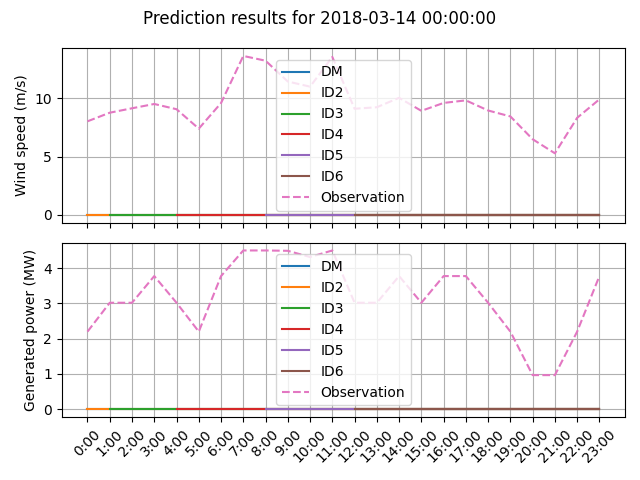 Prediction results for 2018-03-14 00:00:00
Wind speed (m/s)
10
5
0
DM
ID2
ID3
ID4
ID5
ID6
Observation
Generated power (MW)
4
3
2
1
0
DM
ID2
ID3
ID4
ID5
ID6
Observation
0:00 1:00 2:00 3:00 4:00 5:00 6:00 7:00 8:00 9:00 10:00 11:00 12:00 13:00 14:00 15:00 16:00 17:00 18:00 19:00 20:00 21:00 22:00 23:00